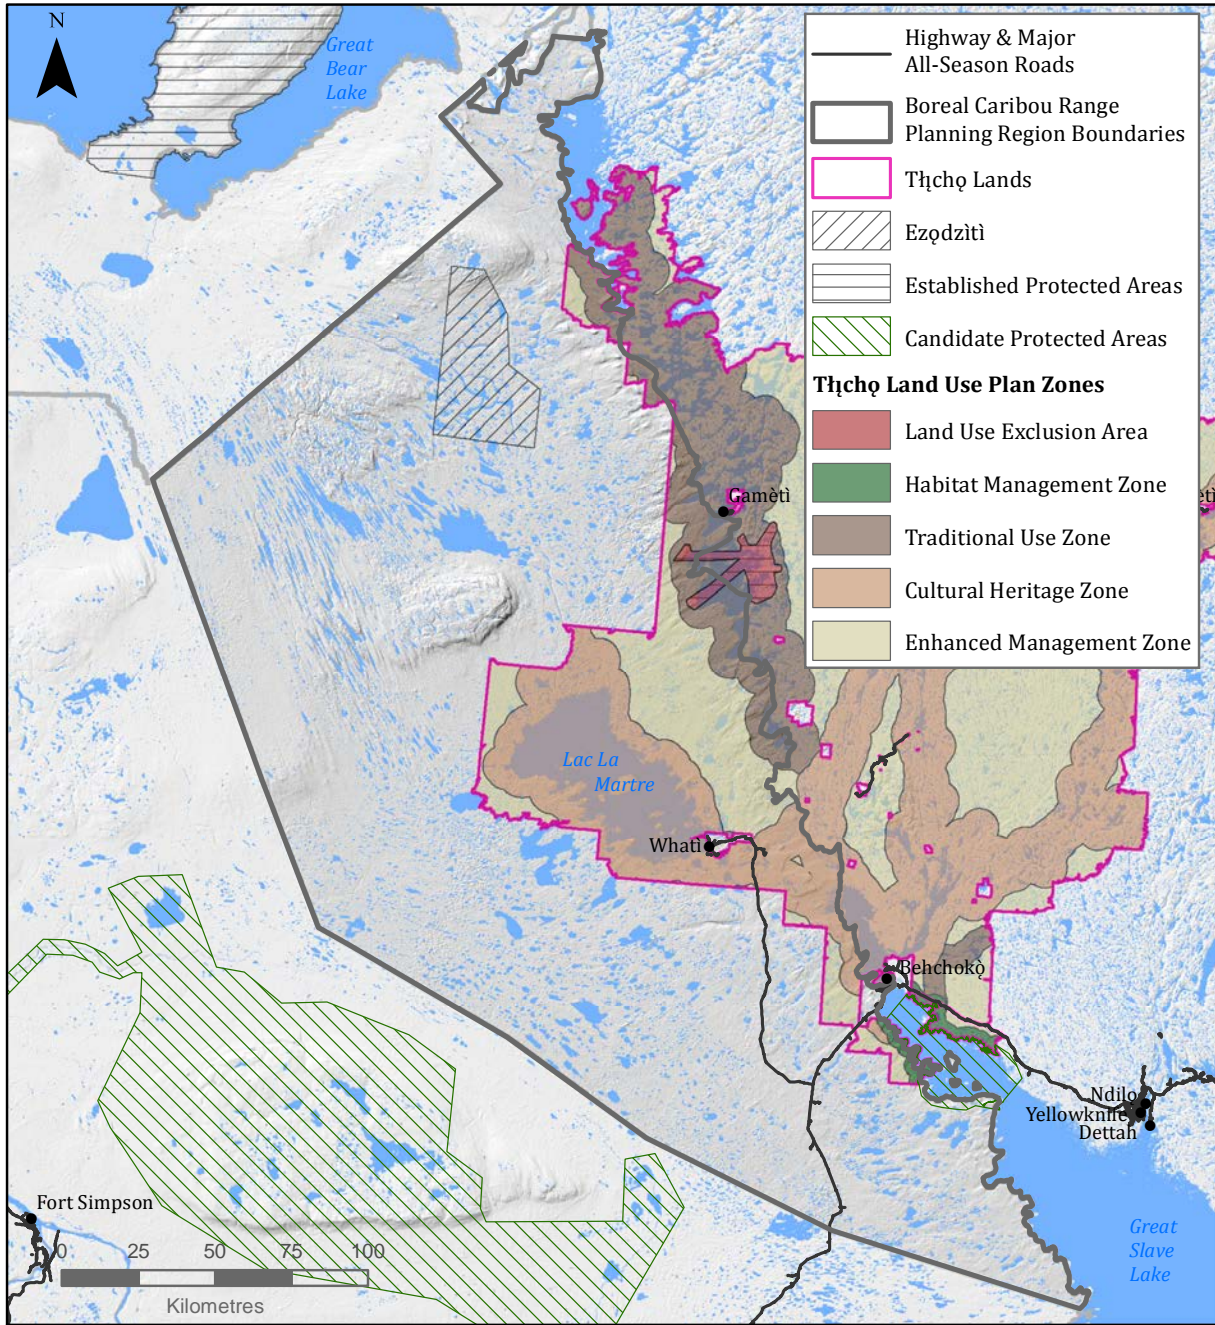 N
Great
Bear
Lake
Highway & Major
All-Season Roads
Boreal Caribou Range
Planning Region Boundaries
Tłı̨chǫ Lands
Ezǫdzìtì
Established Protected Areas
Candidate Protected Areas
Tłı̨chǫ Land Use Plan Zones
Land Use Exclusion Area
Habitat Management Zone
Traditional Use Zone
Cultural Heritage Zone
Enhanced Management Zone
Gamètì
Lac La
Martre
Whatì
Behchokǫ̀
Ndilo
Yellowknife
Dettah
Fort Simpson
Great
Slave
Lake
0 25 50 75 100
Kilometres